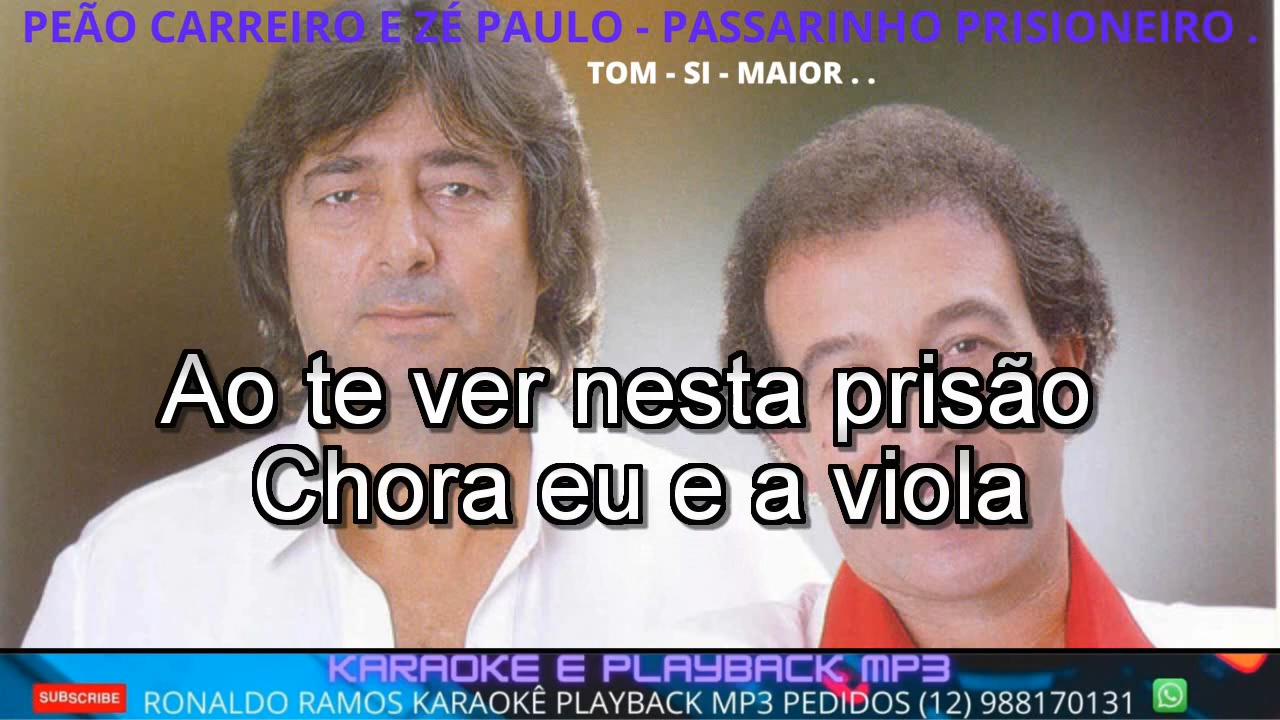 PEÃO CARREIRO E ZÉ PAULO - PASSARINHO PRISIONEIRO .
TOM - SI - MAIOR . .
Ao te ver nesta prisão
Chora eu e a viola
KARAOKE E PLAYBACK MP3
SUBSCRIBE RONALDO RAMOS KARAOKÊ PLAYBACK MP3 PEDIDOS (12) 988170131